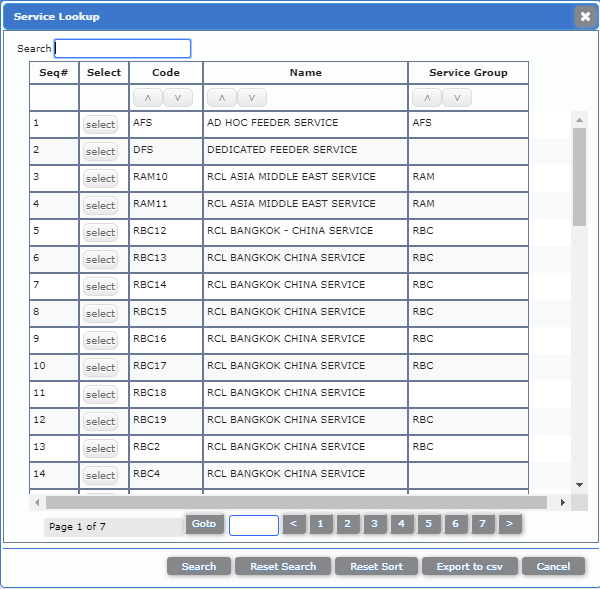 Service Lookup
Search
Seq# Select Code Name Service Group
˄ ˅ ˄ ˅ ˄ ˅
1 select AFS AD HOC FEEDER SERVICE AFS
2 select DFS DEDICATED FEEDER SERVICE
3 select RAM10 RCL ASIA MIDDLE EAST SERVICE RAM
4 select RAM11 RCL ASIA MIDDLE EAST SERVICE RAM
5 select RBC12 RCL BANGKOK - CHINA SERVICE RBC
6 select RBC13 RCL BANGKOK CHINA SERVICE RBC
7 select RBC14 RCL BANGKOK CHINA SERVICE RBC
8 select RBC15 RCL BANGKOK CHINA SERVICE RBC
9 select RBC16 RCL BANGKOK CHINA SERVICE RBC
10 select RBC17 RCL BANGKOK CHINA SERVICE RBC
11 select RBC18 RCL BANGKOK CHINA SERVICE
12 select RBC19 RCL BANGKOK CHINA SERVICE RBC
13 select RBC2 RCL BANGKOK CHINA SERVICE RBC
14 select RBC4 RCL BANGKOK CHINA SERVICE
Page 1 of 7 Goto < 1 2 3 4 5 6 7 >
Search Reset Search Reset Sort Export to csv Cancel